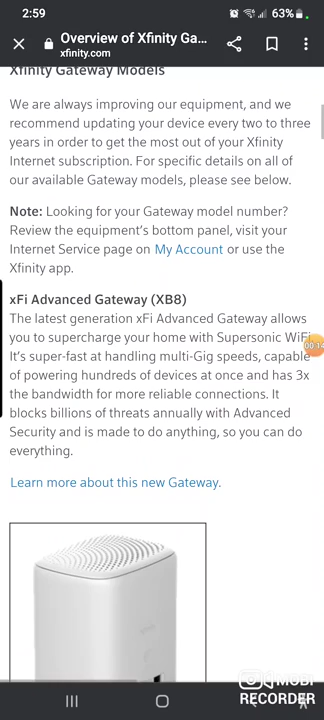 2:59
63%
Overview of Xfinity Ga...
xfinity.com
Xfinity Gateway Models
We are always improving our equipment, and we
recommend updating your device every two to three
years in order to get the most out of your Xfinity
Internet subscription. For specific details on all of
our available Gateway models, please see below.
Note: Looking for your Gateway model number?
Review the equipment's bottom panel, visit your
Internet Service page on My Account or use the
Xfinity app.
xFi Advanced Gateway (XB8)
The latest generation xFi Advanced Gateway allows
you to supercharge your home with Supersonic WiFi.
It's super-fast at handling multi-Gig speeds, capable
of powering hundreds of devices at once and has 3x
the bandwidth for more reliable connections. It
blocks billions of threats annually with Advanced
Security and is made to do anything, so you can do
everything.
Learn more about this new Gateway.
MOBI
RECORDER